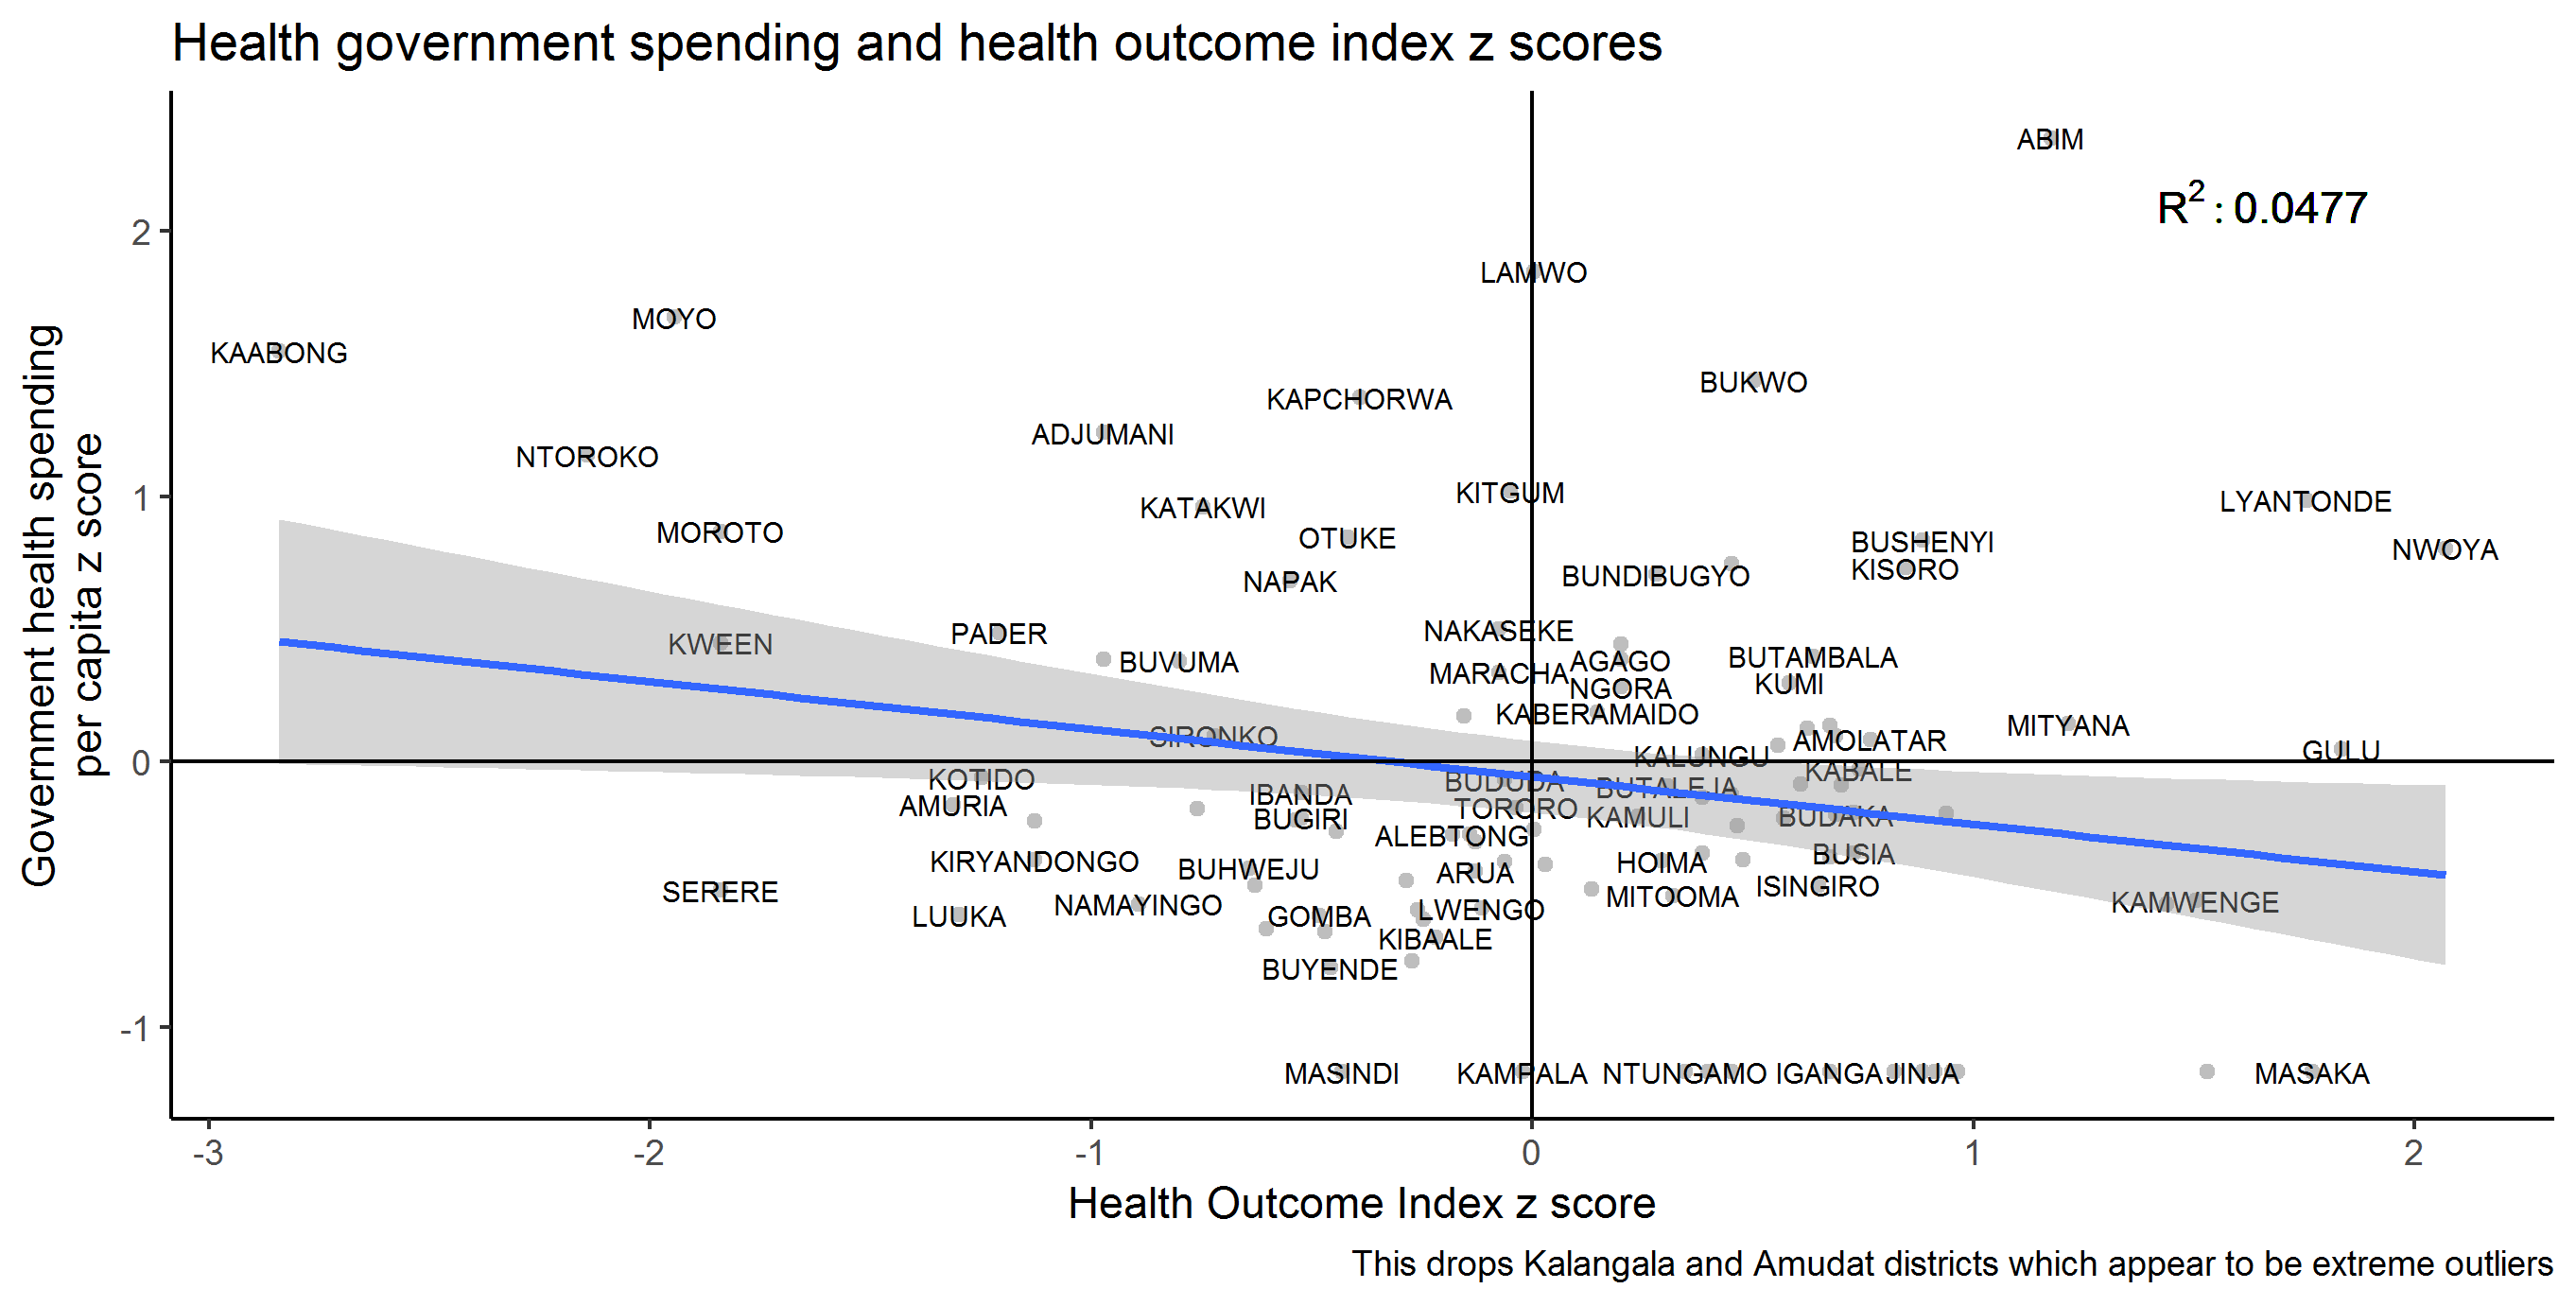 Health government spending and health outcome index z scores
ABIM
R²: 0.0477
2
LAMWO
MOYO
KAABONG
BUKWO
KAPCHORWA
ADJUMANI
NTOROKO
KITGUM
1
LYANTONDE
KATAKWI
MOROTO
OTUKE
BUSHENYI
NWOYA
KISORO
BUNDIBUGYO
NAPAK
NAKASEKE
PADER
KWEEN
BUTAMBALA
AGAGO
BUVUMA
MARACHA
KUMI
NGORA
KABERAMAIDO
MITYANA
AMOLATAR
SIRONKO
GULU
KALUNGU
0
KABALE
KOTIDO
BUDUDA
BUTALEJA
IBANDA
AMURIA
TORORO
BUGIRI
KAMULI
BUDAKA
ALEBTONG
BUSIA
KIRYANDONGO
HOIMA
BUHWEJU
ARUA
ISINGIRO
SERERE
MITOOMA
KAMWENGE
NAMAYINGO
LWENGO
LUUKA
GOMBA
KIBAALE
BUYENDE
-1
MASINDI
KAMPALA
NTUNGAMO
IGANGA
JINJA
MASAKA
Government health spending
per capita z score
-3
-2
-1
0
1
2
Health Outcome Index z score
This drops Kalangala and Amudat districts which appear to be extreme outliers